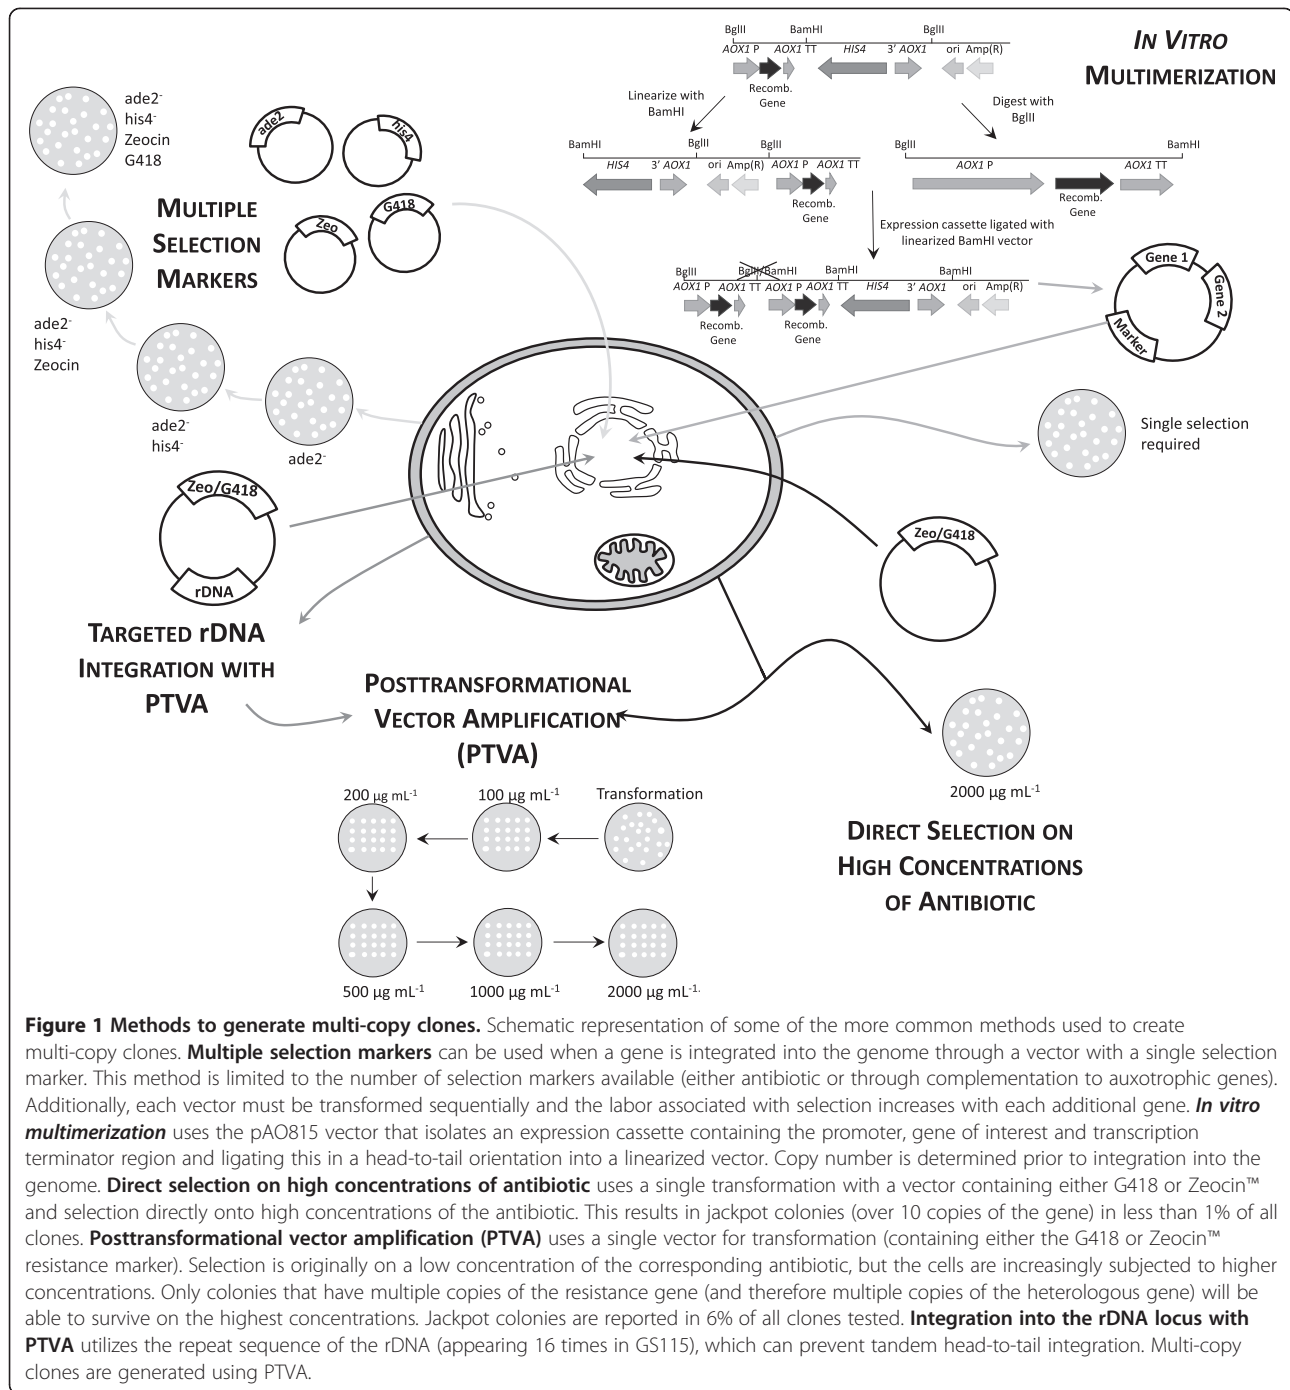 BglII BamHI BglII
AOX1 P AOX1 TT HIS4 3' AOX1 ori Amp(R)
Recomb.
Gene
IN VITRO
MULTIMERIZATION
Linearize with
BamHI
Digest with
BglII
BamHI BglII BglII
HIS4 3' AOX1 ori Amp(R) AOX1 P AOX1 TT
Recomb.
Gene
BglII BamHI
AOX1 P AOX1 TT
Recomb.
Gene
Expression cassette ligated with
linearized BamHI vector
BglII BglII/BamHI BamHI BamHI
AOX1 P AOX1 TT AOX1 P AOX1 TT HIS4 3' AOX1 ori Amp(R)
Recomb.
Gene
Recomb.
Gene
Gene 1
Gene 2
Marker
Single selection
required
ade2-
his4-
Zeocin
G418
ade2
his4
Zeo
G418
MULTIPLE
SELECTION
MARKERS
ade2-
his4-
Zeocin
ade2-
his4-
ade2-
Zeo/G418
rDNA
TARGETED rDNA
INTEGRATION WITH
PTVA
Zeo/G418
POSTTRANSFORMATIONAL
VECTOR AMPLIFICATION
(PTVA)
200 µg mL-1 100 µg mL-1 Transformation
500 µg mL-1 1000 µg mL-1 2000 µg mL-1.
2000 µg mL-1
DIRECT SELECTION ON
HIGH CONCENTRATIONS
OF ANTIBIOTIC
Figure 1 Methods to generate multi-copy clones. Schematic representation of some of the more common methods used to create
multi-copy clones. Multiple selection markers can be used when a gene is integrated into the genome through a vector with a single selection
marker. This method is limited to the number of selection markers available (either antibiotic or through complementation to auxotrophic genes).
Additionally, each vector must be transformed sequentially and the labor associated with selection increases with each additional gene. In vitro
multimerization uses the pAO815 vector that isolates an expression cassette containing the promoter, gene of interest and transcription
terminator region and ligating this in a head-to-tail orientation into a linearized vector. Copy number is determined prior to integration into the
genome. Direct selection on high concentrations of antibiotic uses a single transformation with a vector containing either G418 or Zeocin™
and selection directly onto high concentrations of the antibiotic. This results in jackpot colonies (over 10 copies of the gene) in less than 1% of all
clones. Posttransformational vector amplification (PTVA) uses a single vector for transformation (containing either the G418 or Zeocin™
resistance marker). Selection is originally on a low concentration of the corresponding antibiotic, but the cells are increasingly subjected to higher
concentrations. Only colonies that have multiple copies of the resistance gene (and therefore multiple copies of the heterologous gene) will be
able to survive on the highest concentrations. Jackpot colonies are reported in 6% of all clones tested. Integration into the rDNA locus with
PTVA utilizes the repeat sequence of the rDNA (appearing 16 times in GS115), which can prevent tandem head-to-tail integration. Multi-copy
clones are generated using PTVA.